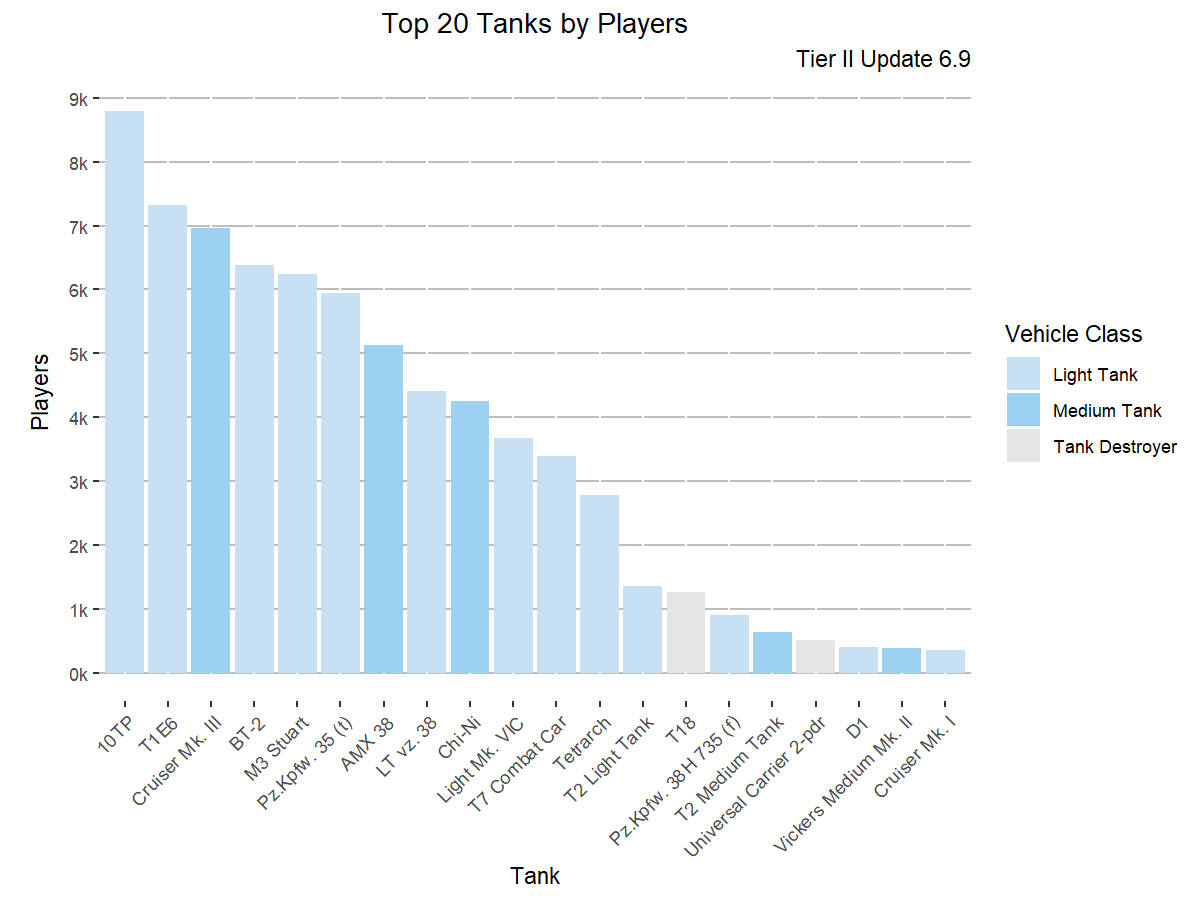 Top 20 Tanks by Players
Tier II Update 6.9
9k
8k
7k
6k
5k
4k
3k
2k
1k
0k
Players
10TP
T1E6
Cruiser Mk. III
BT-2
M3 Stuart
Pz.Kpfw. 35 (t)
AMX 38
LT vz. 38
Chi-Ni
Light Mk. VIC
T7 Combat Car
Tetrarch
T2 Light Tank
T18
Pz.Kpfw. 38H 735 (f)
T2 Medium Tank
Universal Carrier 2-pdr
D1
Vickers Medium Mk. II
Cruiser Mk. I
Tank
Vehicle Class
Light Tank
Medium Tank
Tank Destroyer